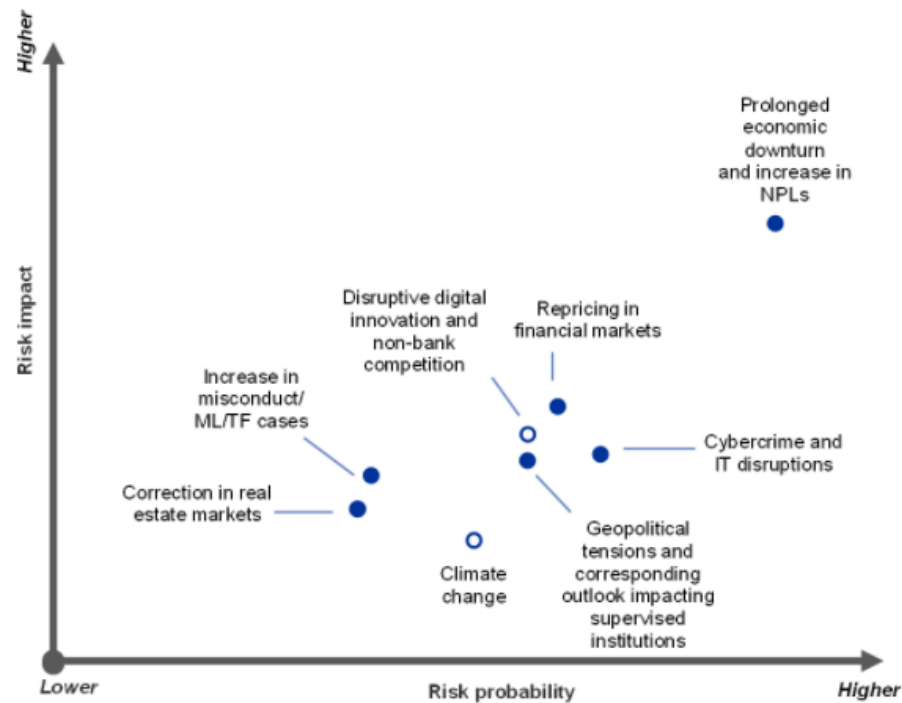 Higher
Risk impact
Prolonged
economic
downturn
and increase in
NPLs
Disruptive digital
innovation and
non-bank
competition
Repricing in
financial markets
Increase in
misconduct/
ML/TF cases
Cybercrime and
IT disruptions
Correction in real
estate markets
Geopolitical
tensions and
corresponding
outlook impacting
supervised
institutions
Climate
change
Lower
Risk probability
Higher